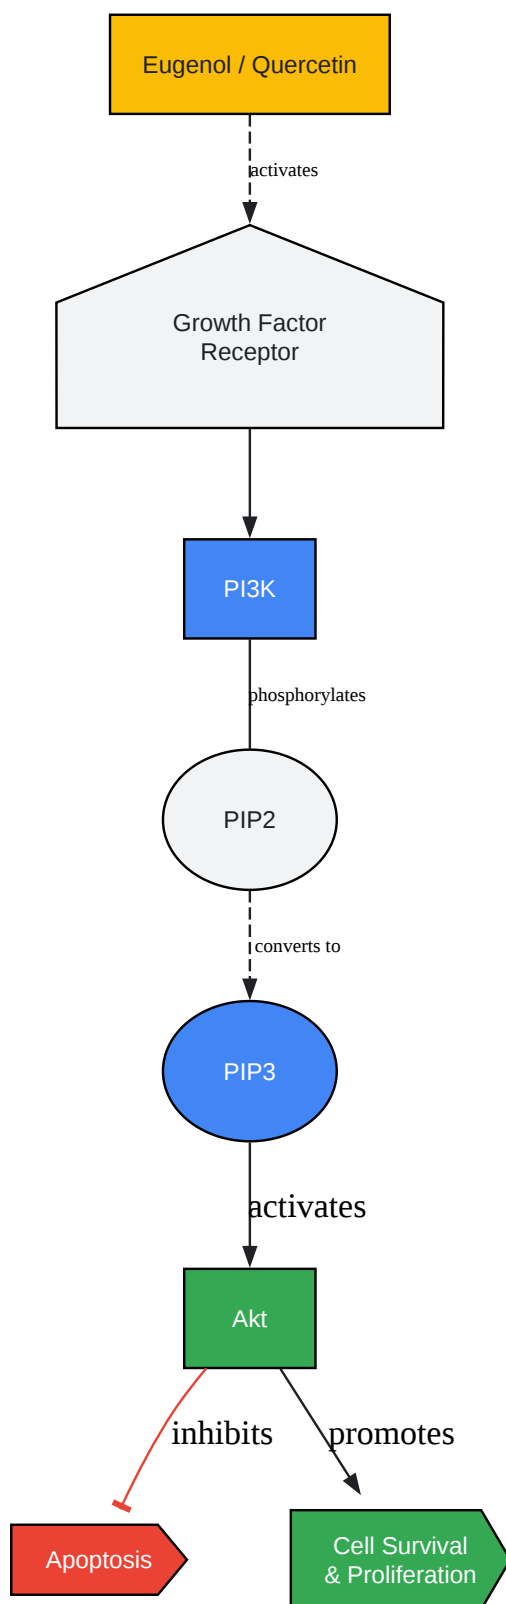 Eugenol / Quercetin
activates
Growth Factor
Receptor
PI3K
phosphorylates
PIP2
converts to
PIP3
activates
Akt
inhibits
promotes
Apoptosis
Cell Survival
& Proliferation